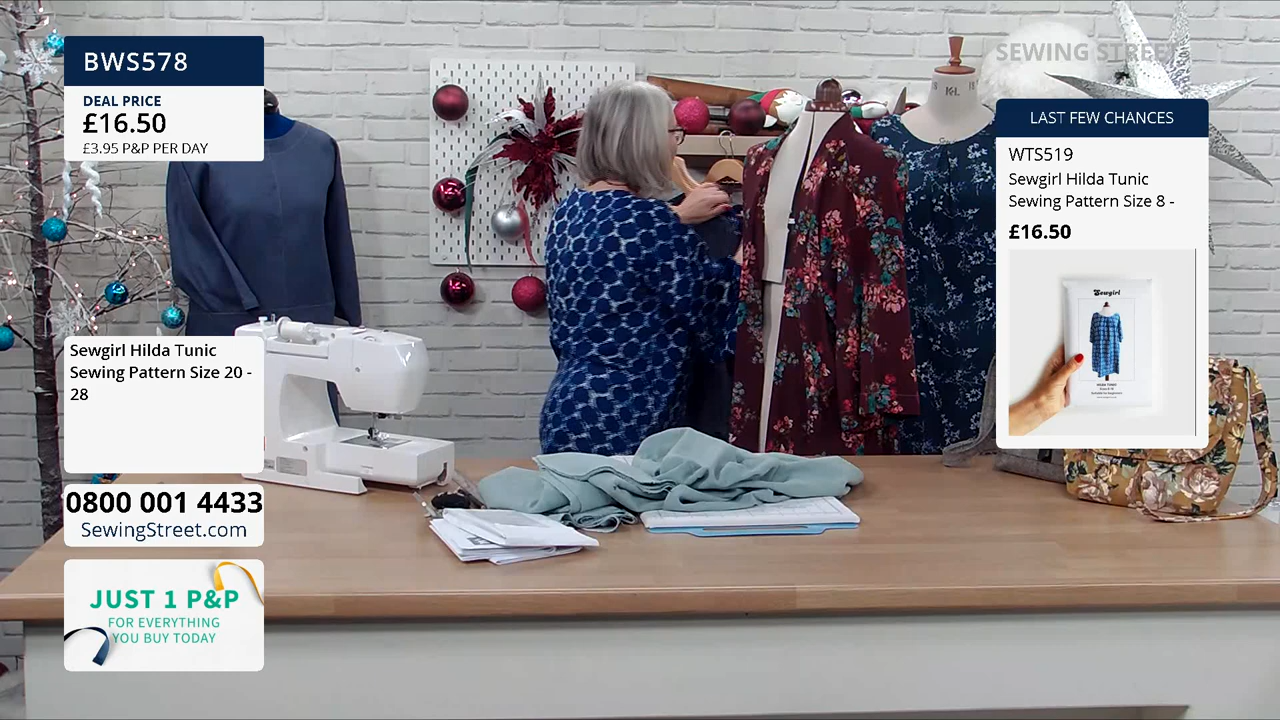 BWS578
DEAL PRICE
£16.50
£3.95 P&P PER DAY
Sewgirl Hilda Tunic
Sewing Pattern Size 20 -
28
0800 001 4433
SewingStreet.com
JUST 1 P&P
FOR EVERYTHING
YOU BUY TODAY
SEWING STREET
LAST FEW CHANCES
WTS519
Sewgirl Hilda Tunic
Sewing Pattern Size 8 -
£16.50
Sewgirl
HILDA TUNIC